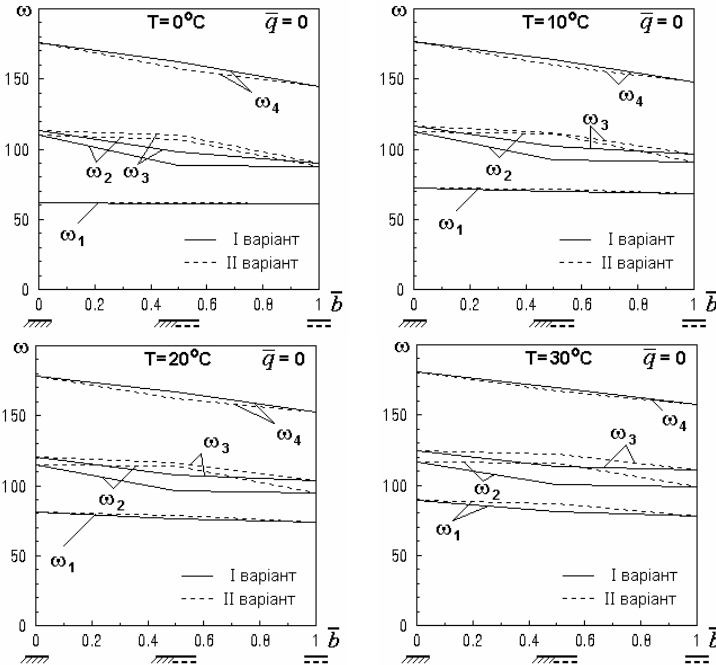 ω T=0°C q̅ = 0
150
100
50
0
ω4
ω2 ω3
ω1
I варіант
II варіант
0 0.2 0.4 0.6 0.8 1 b̅
ω T=10°C q̅ = 0
150
100
50
0
ω4
ω3
ω2
ω1
I варіант
II варіант
0 0.2 0.4 0.6 0.8 1 b̅
ω T=20°C q̅ = 0
150
100
50
0
ω4
ω3
ω2
ω1
I варіант
II варіант
0 0.2 0.4 0.6 0.8 1 b̅
ω T=30°C q̅ = 0
150
100
50
0
ω4
ω3
ω2
ω1
I варіант
II варіант
0 0.2 0.4 0.6 0.8 1 b̅